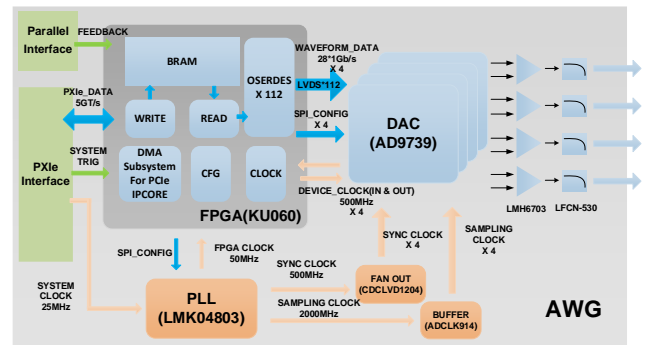 Parallel
Interface
FEEDBACK
PXIe_DATA
5GT/s
SYSTEM
TRIG
PXIe
Interface
SYSTEM
CLOCK
25MHz
BRAM
OSERDES
X 112
WRITE
READ
DMA
Subsystem
For PCIe
IPCORE
CFG
CLOCK
FPGA(KU060)
WAVEFORM_DATA
28*1Gb/s
X 4
LVDS*112
SPI_CONFIG
X 4
DEVICE_CLOCK(IN & OUT)
500MHz
X 4
DAC
(AD9739)
LMH6703
LFCN-530
SPI_CONFIG
FPGA CLOCK
50MHz
SYNC CLOCK
X 4
SAMPLING
CLOCK
X 4
PLL
(LMK04803)
SYNC CLOCK
500MHz
SAMPLING CLOCK
2000MHz
FAN OUT
(CDCLVD1204)
BUFFER
(ADCLK914)
AWG